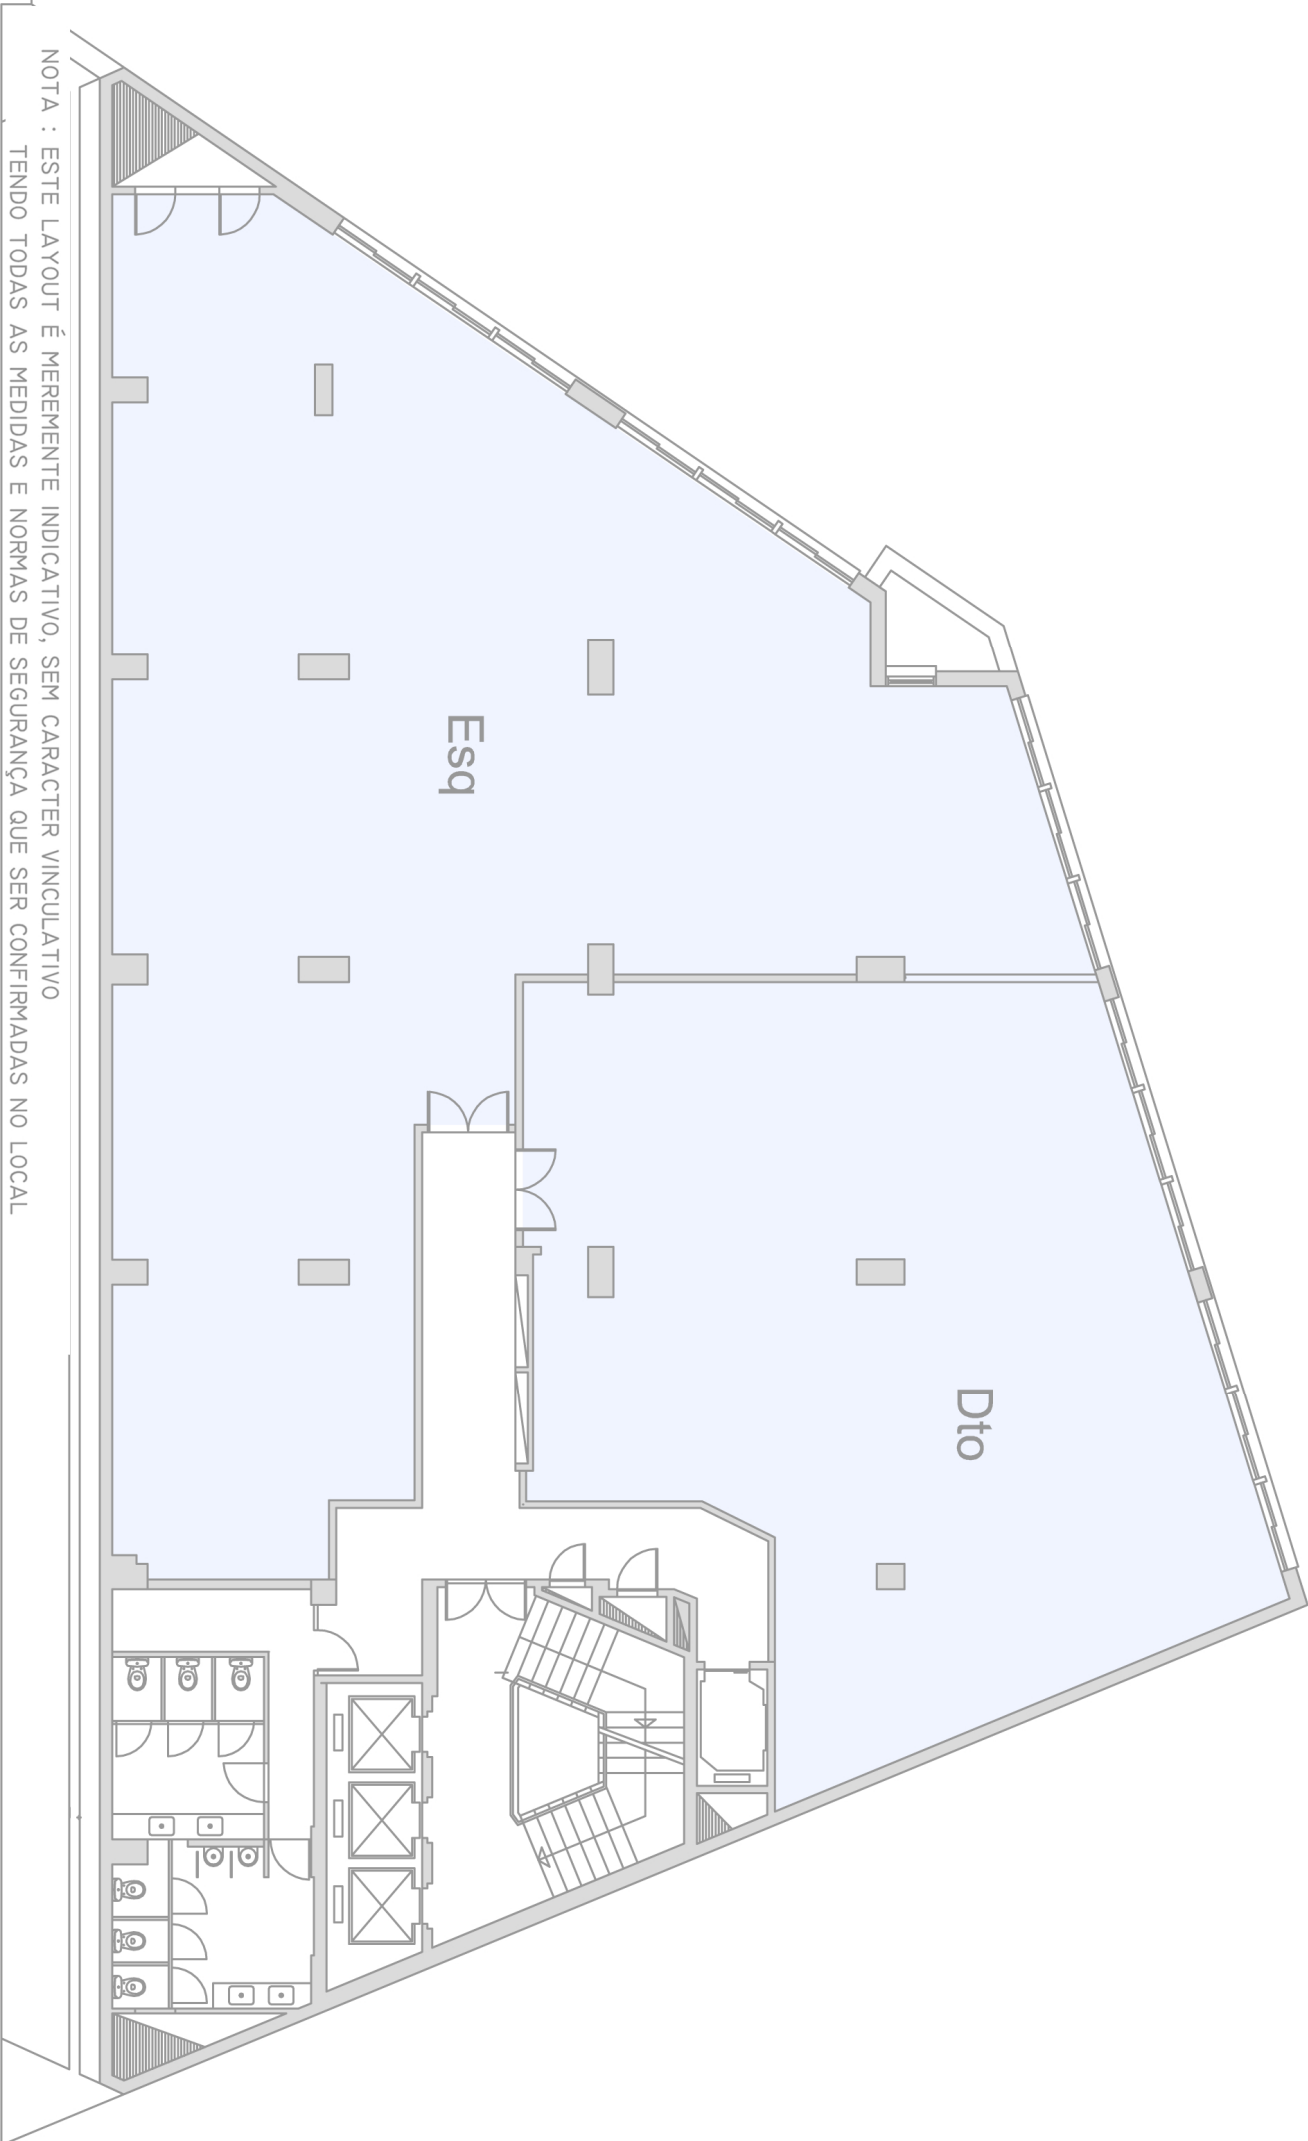 Esq
Dto
NOTA : ESTE LAYOUT É MEREMENTE INDICATIVO, SEM CARACTER VINCULATIVO
TENDO TODAS AS MEDIDAS E NORMAS DE SEGURANÇA QUE SER CONFIRMADAS NO LOCAL